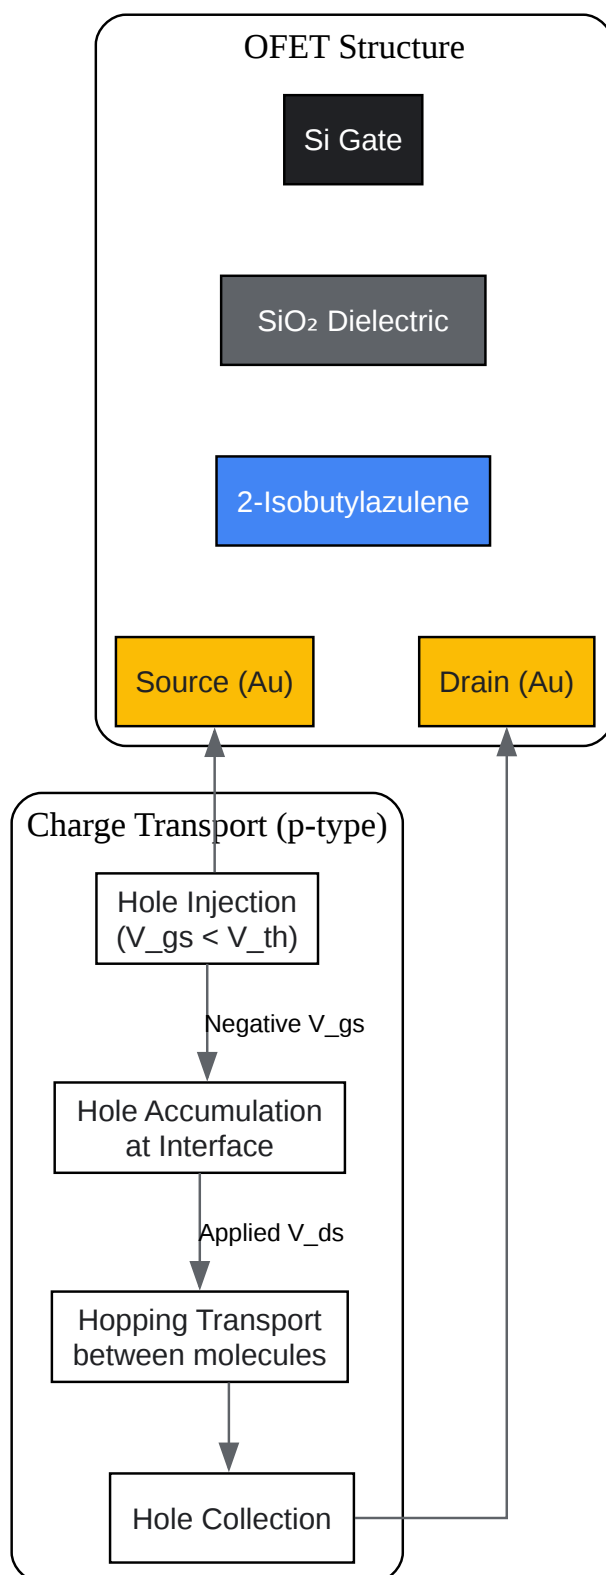 OFET Structure
Si Gate
SiO₂ Dielectric
2-Isobutylazulene
Source (Au)
Drain (Au)
Charge Transport (p-type)
Hole Injection
(V_gs < V_th)
Negative V_gs
Hole Accumulation
at Interface
Applied V_ds
Hopping Transport
between molecules
Hole Collection